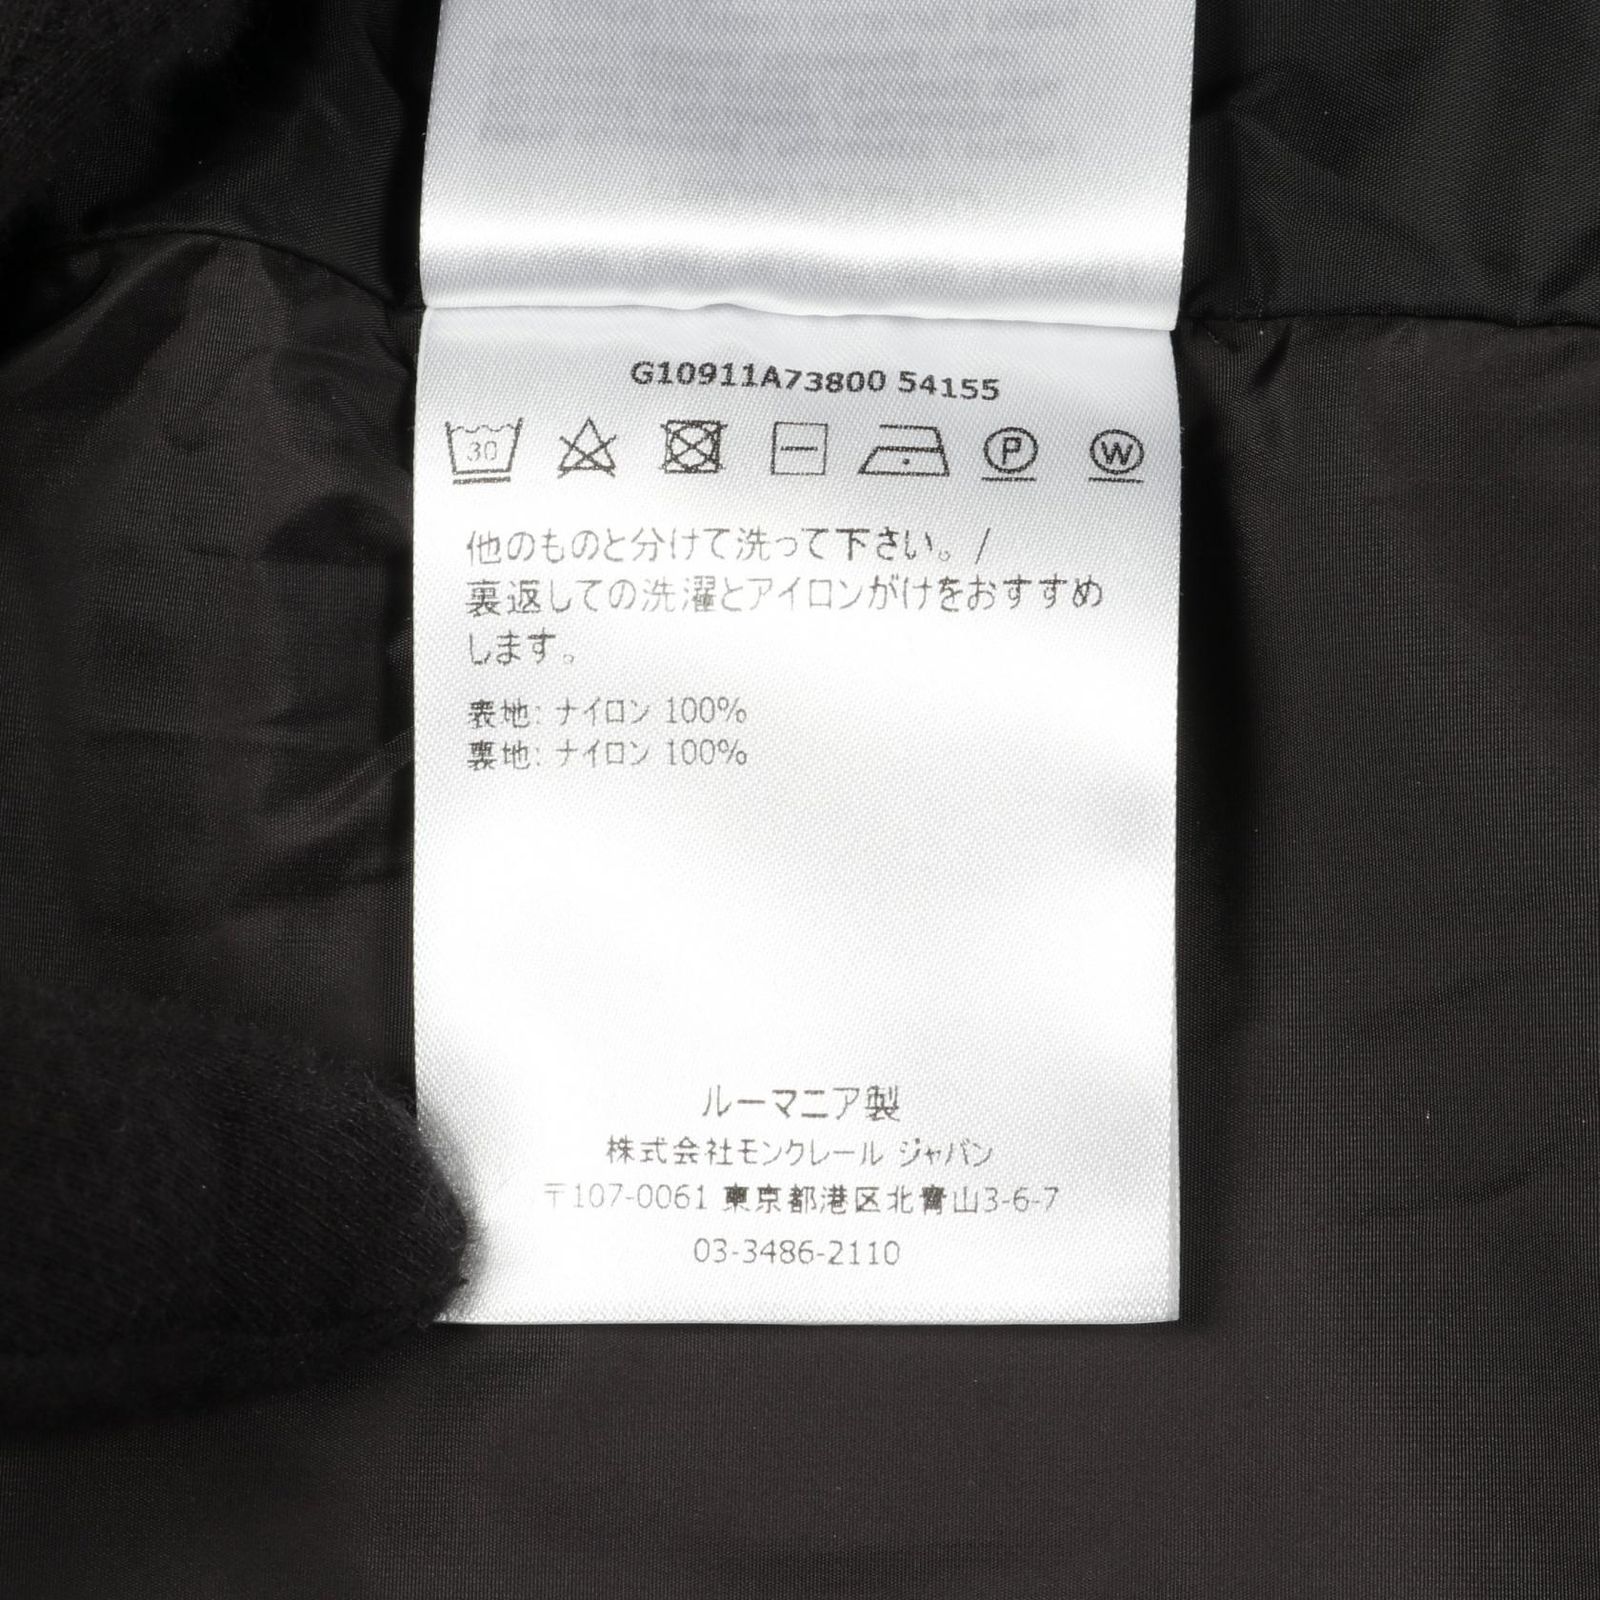 G10911A73800 54155
30
P
W
他のものと分けて洗って下さい。/
裏返しての洗濯とアイロンがけをおすすめ
します。
表地: ナイロン 100%
裏地: ナイロン 100%
ルーマニア製
株式会社モンクレール ジャパン
〒107-0061 東京都港区北青山3-6-7
03-3486-2110